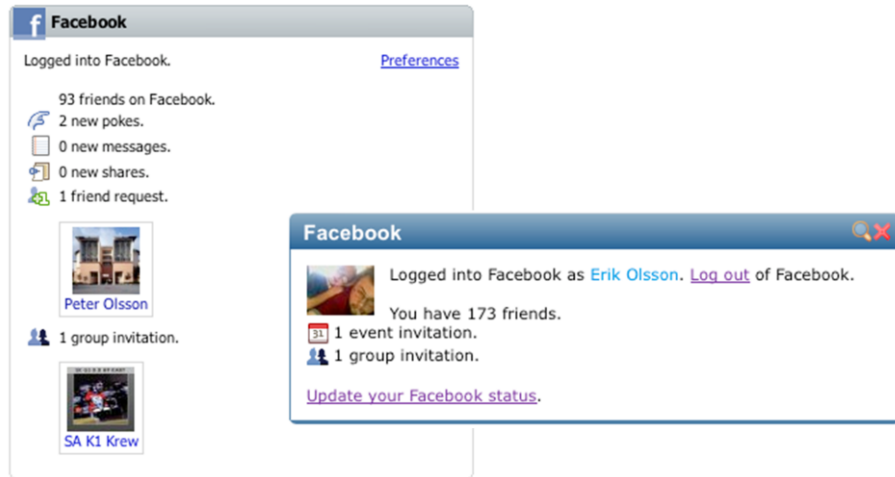 f Facebook
Logged into Facebook.
Preferences
93 friends on Facebook.
2 new pokes.
0 new messages.
0 new shares.
1 friend request.
Peter Olsson
1 group invitation.
SA K1 Krew
Facebook
Logged into Facebook as Erik Olsson. Log out of Facebook.
You have 173 friends.
31 1 event invitation.
1 group invitation.
Update your Facebook status.